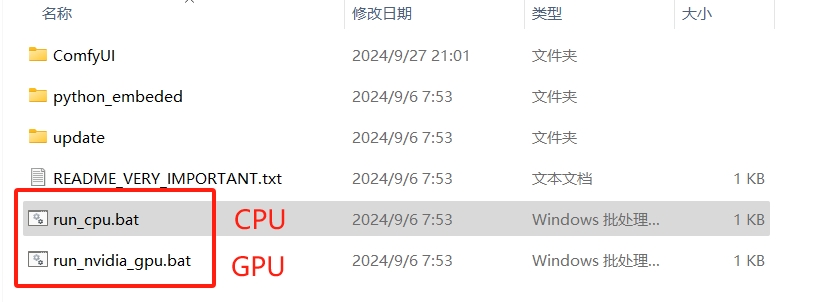 名称 修改日期 类型 大小
ComfyUI 2024/9/27 21:01 文件夹
python_embeded 2024/9/6 7:53 文件夹
update 2024/9/6 7:53 文件夹
README_VERY_IMPORTANT.txt 2024/9/6 7:53 文本文档 1 KB
run_cpu.bat CPU 2024/9/6 7:53 Windows 批处理... 1 KB
run_nvidia_gpu.bat GPU 2024/9/6 7:53 Windows 批处理... 1 KB